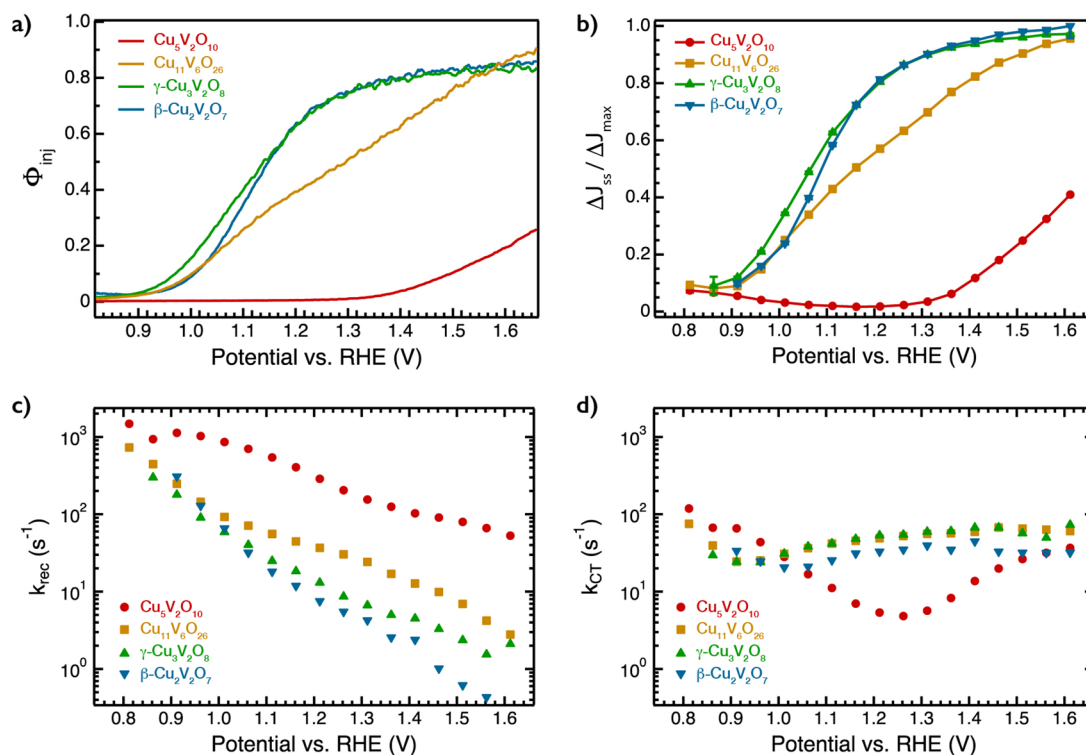 a)
1.0
0.8
0.6
0.4
0.2
0
Φinj
Cu5V2O10
Cu11V6O26
γ-Cu3V2O8
β-Cu2V2O7
0.9 1.0 1.1 1.2 1.3 1.4 1.5 1.6
Potential vs. RHE (V)
b)
1.0
0.8
0.6
0.4
0.2
0.0
ΔJss / ΔJmax
Cu5V2O10
Cu11V6O26
γ-Cu3V2O8
β-Cu2V2O7
0.8 0.9 1.0 1.1 1.2 1.3 1.4 1.5 1.6
Potential vs. RHE (V)
c)
10³
10²
10¹
10⁰
krec (s⁻¹)
Cu5V2O10
Cu11V6O26
γ-Cu3V2O8
β-Cu2V2O7
0.8 0.9 1.0 1.1 1.2 1.3 1.4 1.5 1.6
Potential vs. RHE (V)
d)
10³
10²
10¹
10⁰
kCT (s⁻¹)
Cu5V2O10
Cu11V6O26
γ-Cu3V2O8
β-Cu2V2O7
0.8 0.9 1.0 1.1 1.2 1.3 1.4 1.5 1.6
Potential vs. RHE (V)